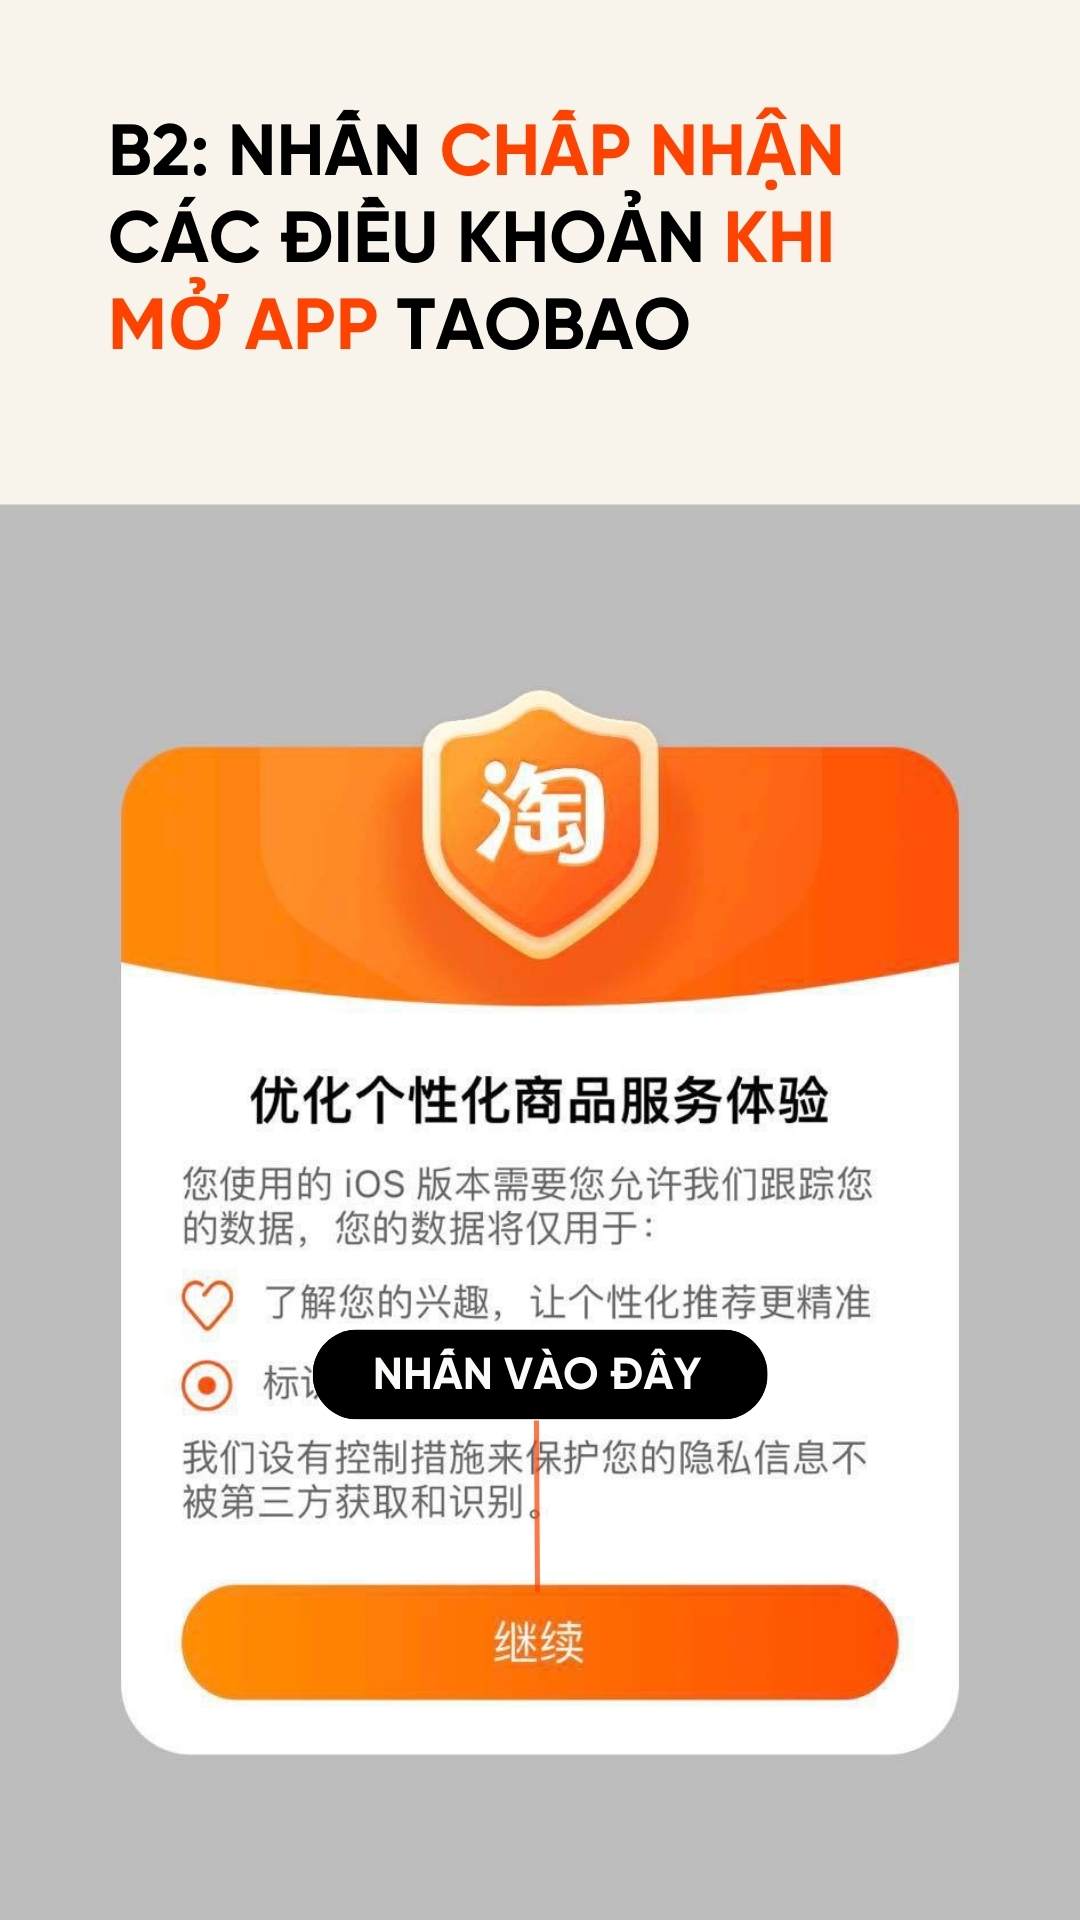 B2: NHẤN CHẤP NHẬN
CÁC ĐIỀU KHOẢN KHI
MỞ APP TAOBAO
淘
优化个性化商品服务体验
您使用的 iOS 版本需要您允许我们跟踪您
的数据，您的数据将仅用于：
了解您的兴趣，让个性化推荐更精准
标
NHẤN VÀO ĐÂY
我们设有控制措施来保护您的隐私信息不
被第三方获取和识别。
继续